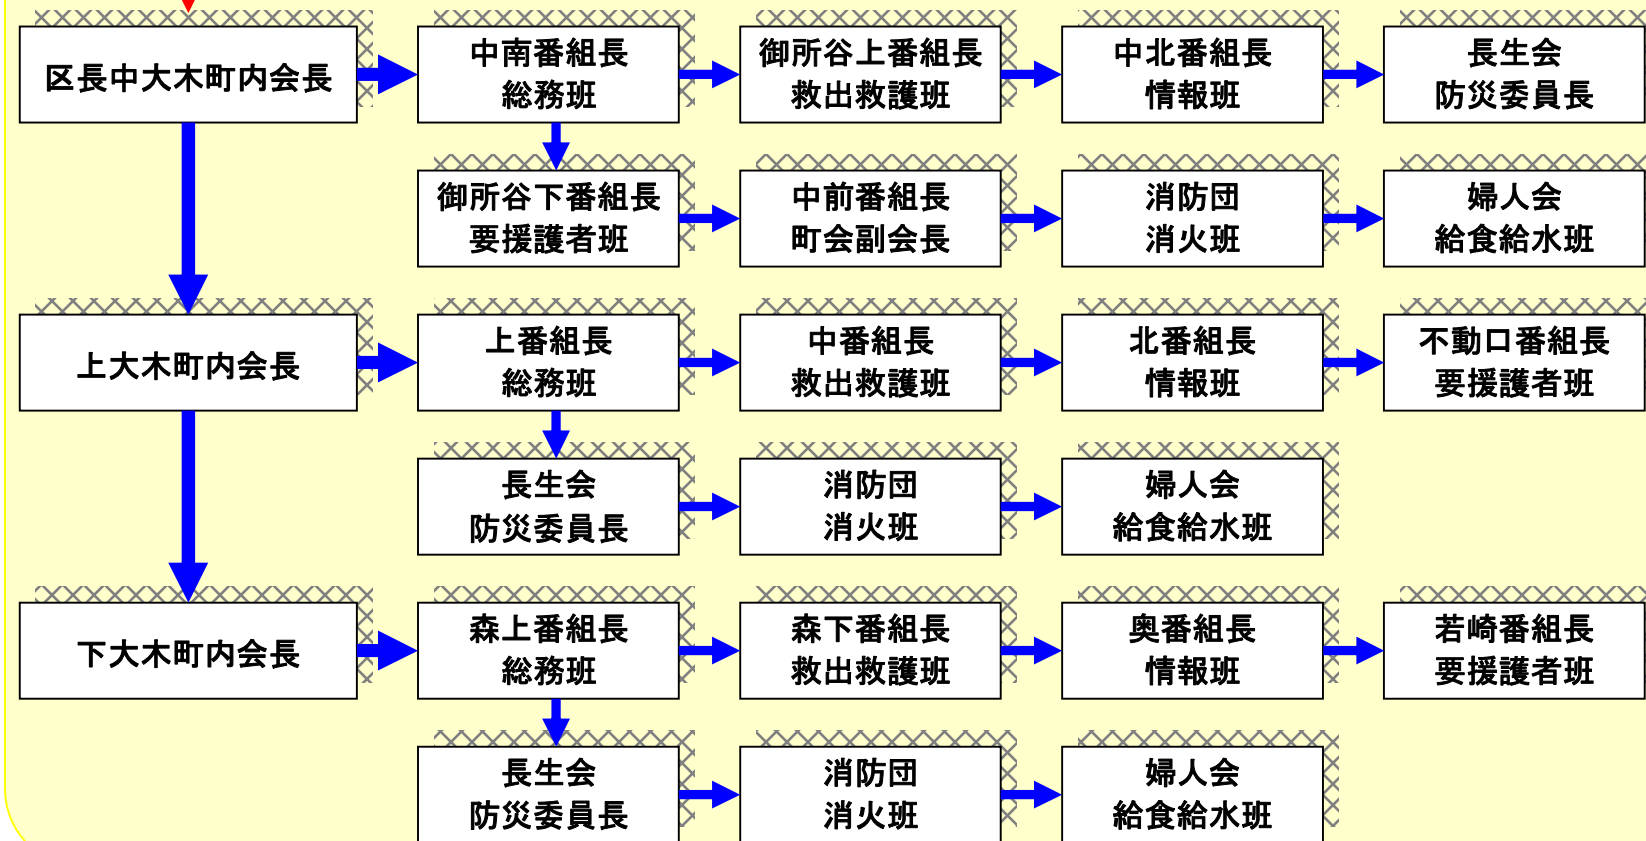 区長中大木町内会長
中南番組長
総務班
御所谷上番組長
救出救護班
中北番組長
情報班
長生会
防災委員長
御所谷下番組長
要援護者班
中前番組長
町会副会長
消防団
消火班
婦人会
給食給水班
上大木町内会長
上番組長
総務班
中番組長
救出救護班
北番組長
情報班
不動口番組長
要援護者班
長生会
防災委員長
消防団
消火班
婦人会
給食給水班
下大木町内会長
森上番組長
総務班
森下番組長
救出救護班
奥番組長
情報班
若崎番組長
要援護者班
長生会
防災委員長
消防団
消火班
婦人会
給食給水班